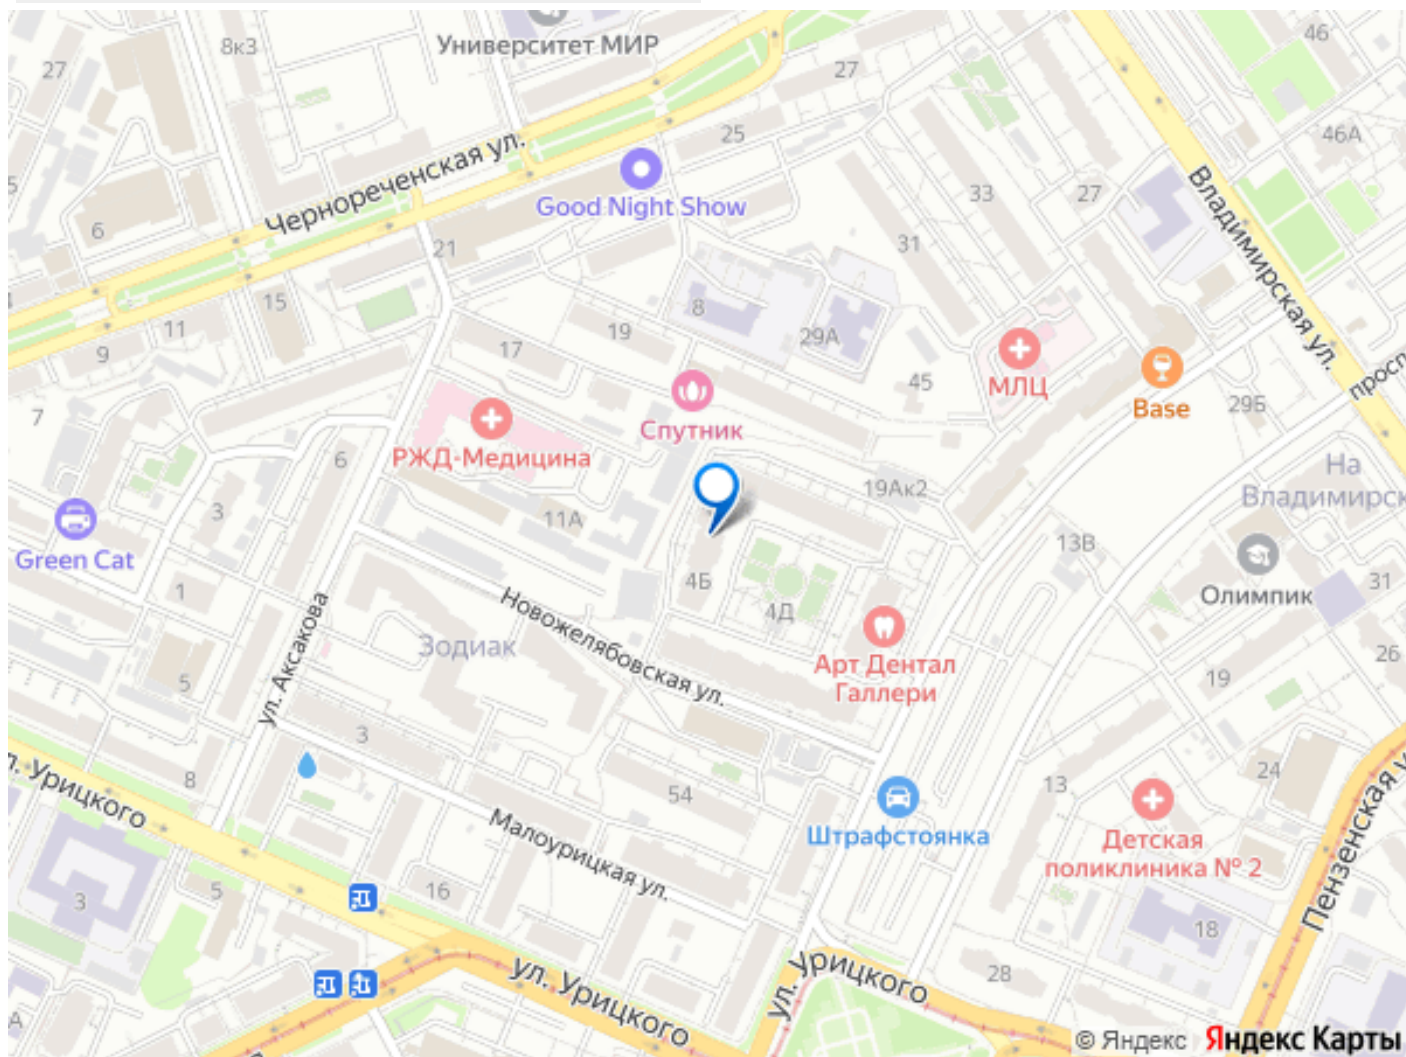 8к3
Университет МИР
46
27
27
46А
25
Чернореченская ул.
Good Night Show
33
27
Владимирская ул.
6
31
21
8
15
11
19
29А
9
17
45
МЛЦ
7
Base
29Б
просп
Спутник
РЖД-Медицина
6
На
Владимирск
19Ак2
3
11А
Green Cat
13В
Олимпик
31
1
4Б
Новожелябовская ул.
4Д
ул. Аксакова
Зодиак
Арт Дентал
Галлери
26
19
5
3
8
л. Урицкого
54
13
24
Штрафстоянка
Детская
поликлиника № 2
Малоурицкая ул.
Пензенская у
16
5
3
18
ул. Урицкого
ул. Урицкого
28
А
© Яндекс Яндекс Карты